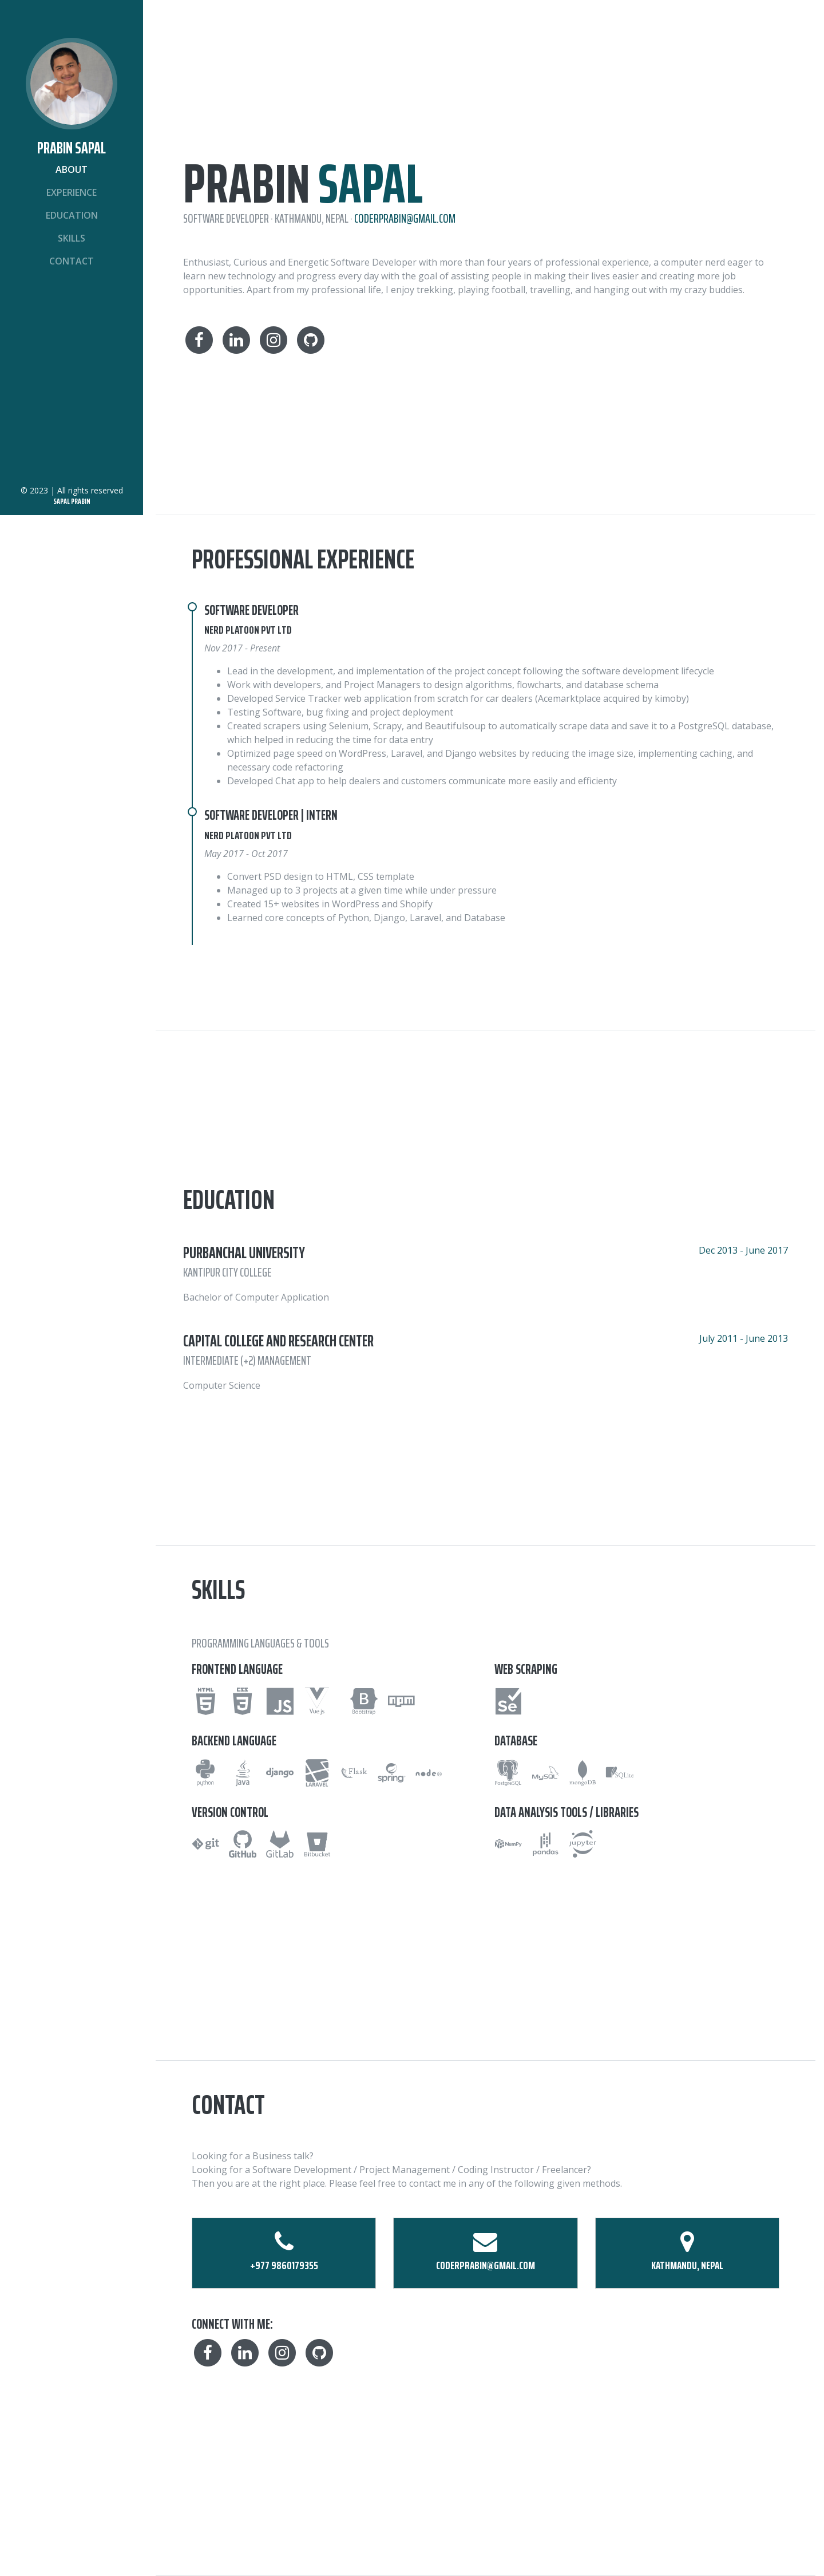 PRABIN SAPAL
ABOUT
EXPERIENCE
EDUCATION
SKILLS
CONTACT
© 2023 | All rights reserved
SAPAL PRABIN
PRABIN SAPAL
SOFTWARE DEVELOPER · KATHMANDU, NEPAL · CODERPRABIN@GMAIL.COM
Enthusiast, Curious and Energetic Software Developer with more than four years of professional experience, a computer nerd eager to
learn new technology and progress every day with the goal of assisting people in making their lives easier and creating more job
opportunities. Apart from my professional life, I enjoy trekking, playing football, travelling, and hanging out with my crazy buddies.
PROFESSIONAL EXPERIENCE
SOFTWARE DEVELOPER
NERD PLATOON PVT LTD
Nov 2017 - Present
Lead in the development, and implementation of the project concept following the software development lifecycle
Work with developers, and Project Managers to design algorithms, flowcharts, and database schema
Developed Service Tracker web application from scratch for car dealers (Acemarktplace acquired by kimoby)
Testing Software, bug fixing and project deployment
Created scrapers using Selenium, Scrapy, and Beautifulsoup to automatically scrape data and save it to a PostgreSQL database,
which helped in reducing the time for data entry
Optimized page speed on WordPress, Laravel, and Django websites by reducing the image size, implementing caching, and
necessary code refactoring
Developed Chat app to help dealers and customers communicate more easily and efficienty
SOFTWARE DEVELOPER | INTERN
NERD PLATOON PVT LTD
May 2017 - Oct 2017
Convert PSD design to HTML, CSS template
Managed up to 3 projects at a given time while under pressure
Created 15+ websites in WordPress and Shopify
Learned core concepts of Python, Django, Laravel, and Database
EDUCATION
PURBANCHAL UNIVERSITY
Dec 2013 - June 2017
KANTIPUR CITY COLLEGE
Bachelor of Computer Application
CAPITAL COLLEGE AND RESEARCH CENTER
July 2011 - June 2013
INTERMEDIATE (+2) MANAGEMENT
Computer Science
SKILLS
PROGRAMMING LANGUAGES & TOOLS
FRONTEND LANGUAGE
HTML 5 CSS 3 JS Vue.js B Bootstrap npm
WEB SCRAPING
Se
BACKEND LANGUAGE
python Java django LARAVEL Flask spring node
DATABASE
PostgreSQL MySQL mongoDB SQLite
VERSION CONTROL
git GitHub GitLab Bitbucket
DATA ANALYSIS TOOLS / LIBRARIES
NumPy pandas jupyter
CONTACT
Looking for a Business talk?
Looking for a Software Development / Project Management / Coding Instructor / Freelancer?
Then you are at the right place. Please feel free to contact me in any of the following given methods.
+977 9860179355
CODERPRABIN@GMAIL.COM
KATHMANDU, NEPAL
CONNECT WITH ME: